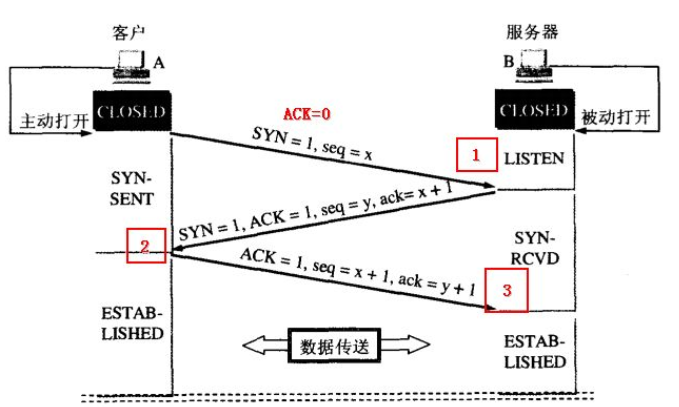 客户
服务器
A
B
CLOSED
CLOSED
主动打开
被动打开
ACK=0
SYN = 1, seq = x
1
LISTEN
SYN-
SENT
SYN = 1, ACK = 1, seq = y, ack= x + 1
2
SYN-
RCVD
ACK = 1, seq = x + 1, ack = y + 1
3
ESTAB-
LISHED
数据传送
ESTAB-
LISHED